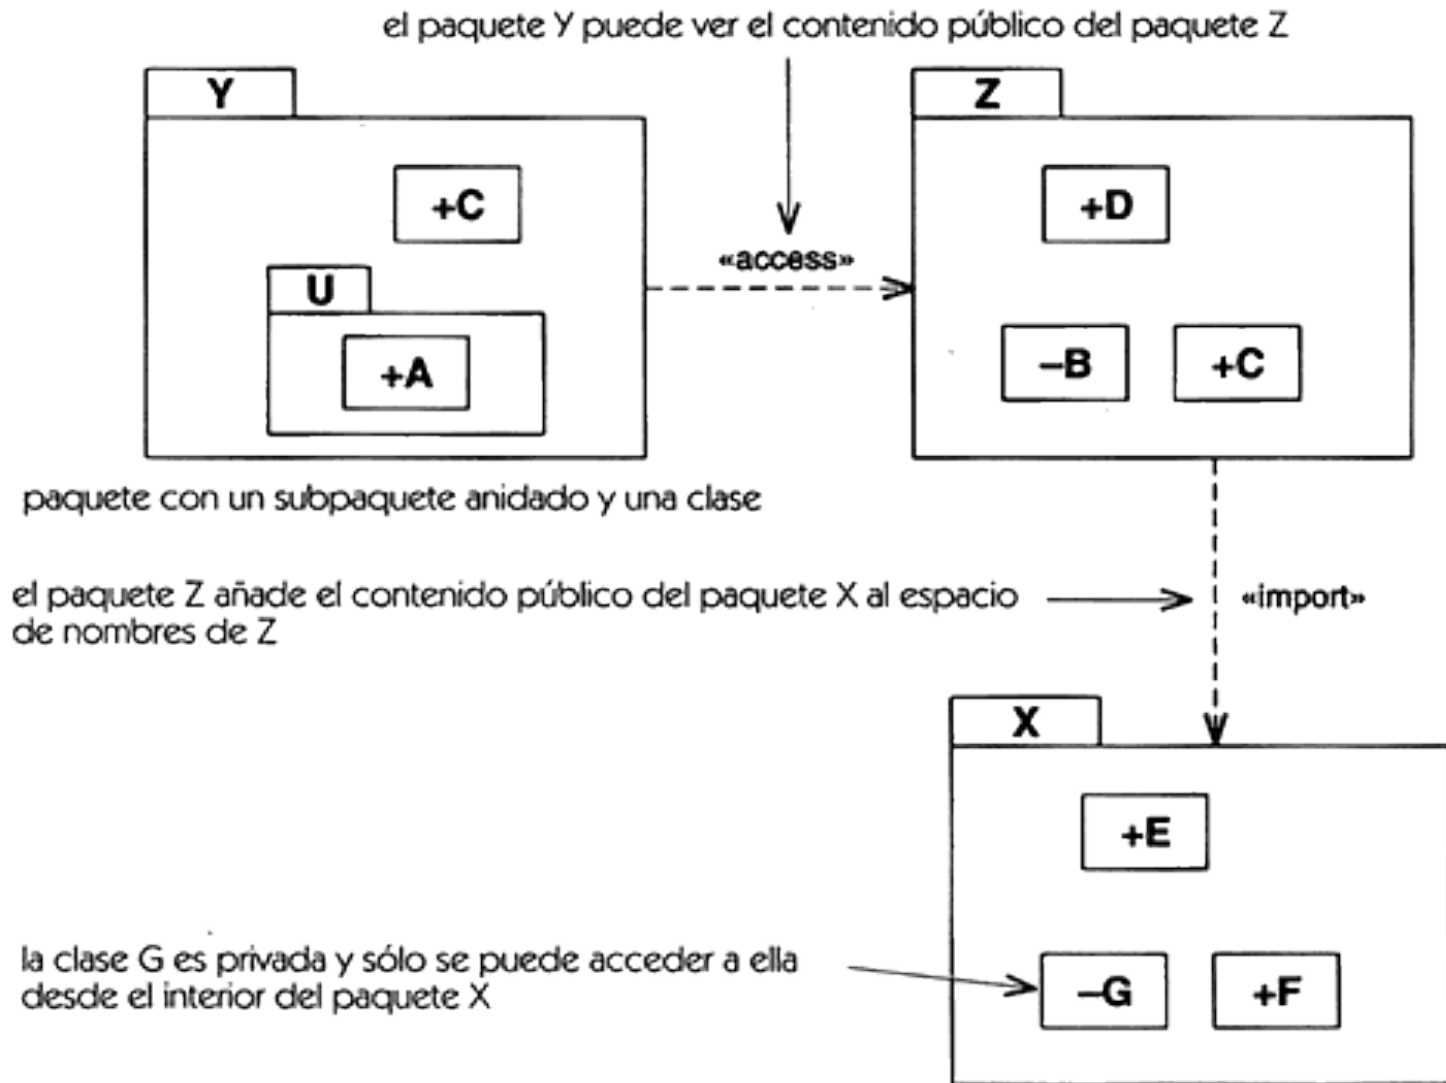 el paquete Y puede ver el contenido público del paquete Z
Y
Z
+C
+D
«access»
U
+A
–B
+C
paquete con un subpaquete anidado y una clase
el paquete Z añade el contenido público del paquete X al espacio
de nombres de Z
«import»
X
+E
la clase G es privada y sólo se puede acceder a ella
desde el interior del paquete X
–G
+F